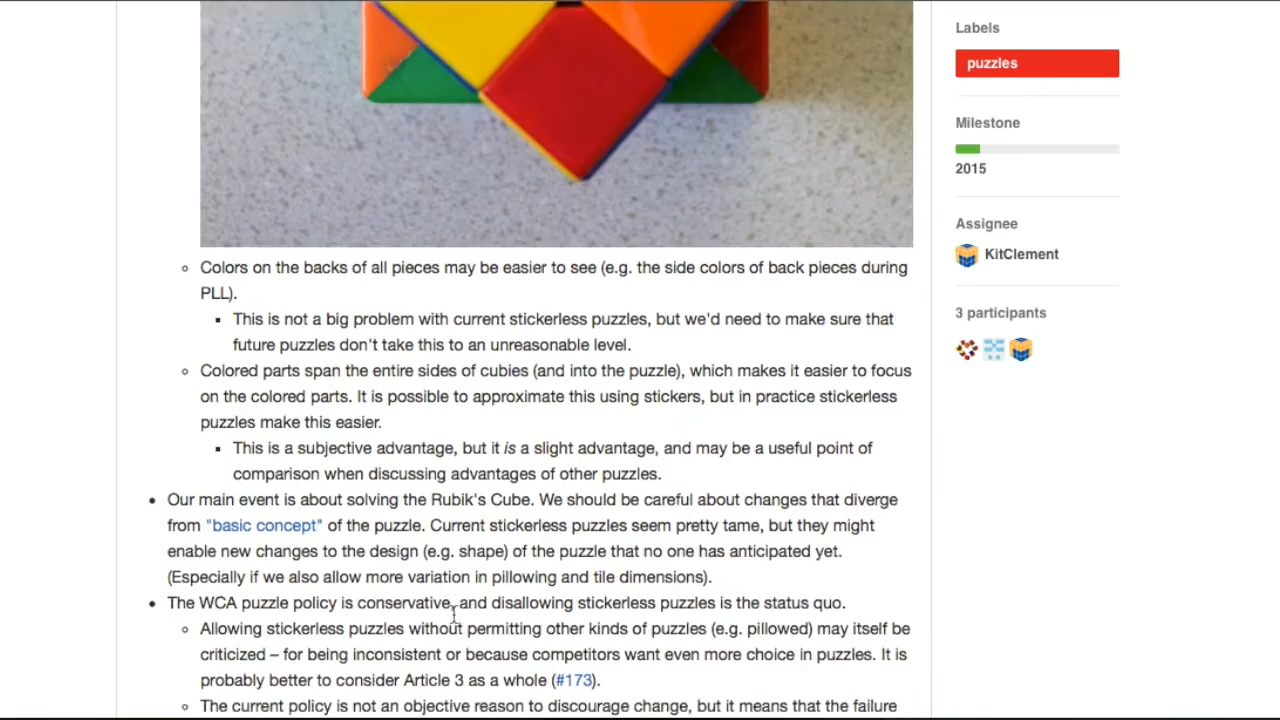 Labels
puzzles
Milestone
2015
Assignee
KitClement
3 participants
Colors on the backs of all pieces may be easier to see (e.g. the side colors of back pieces during
PLL).
This is not a big problem with current stickerless puzzles, but we'd need to make sure that
future puzzles don't take this to an unreasonable level.
Colored parts span the entire sides of cubies (and into the puzzle), which makes it easier to focus
on the colored parts. It is possible to approximate this using stickers, but in practice stickerless
puzzles make this easier.
This is a subjective advantage, but it is a slight advantage, and may be a useful point of
comparison when discussing advantages of other puzzles.
Our main event is about solving the Rubik's Cube. We should be careful about changes that diverge
from "basic concept" of the puzzle. Current stickerless puzzles seem pretty tame, but they might
enable new changes to the design (e.g. shape) of the puzzle that no one has anticipated yet.
(Especially if we also allow more variation in pillowing and tile dimensions).
The WCA puzzle policy is conservative, and disallowing stickerless puzzles is the status quo.
Allowing stickerless puzzles without permitting other kinds of puzzles (e.g. pillowed) may itself be
criticized – for being inconsistent or because competitors want even more choice in puzzles. It is
probably better to consider Article 3 as a whole (#173).
The current policy is not an objective reason to discourage change, but it means that the failure